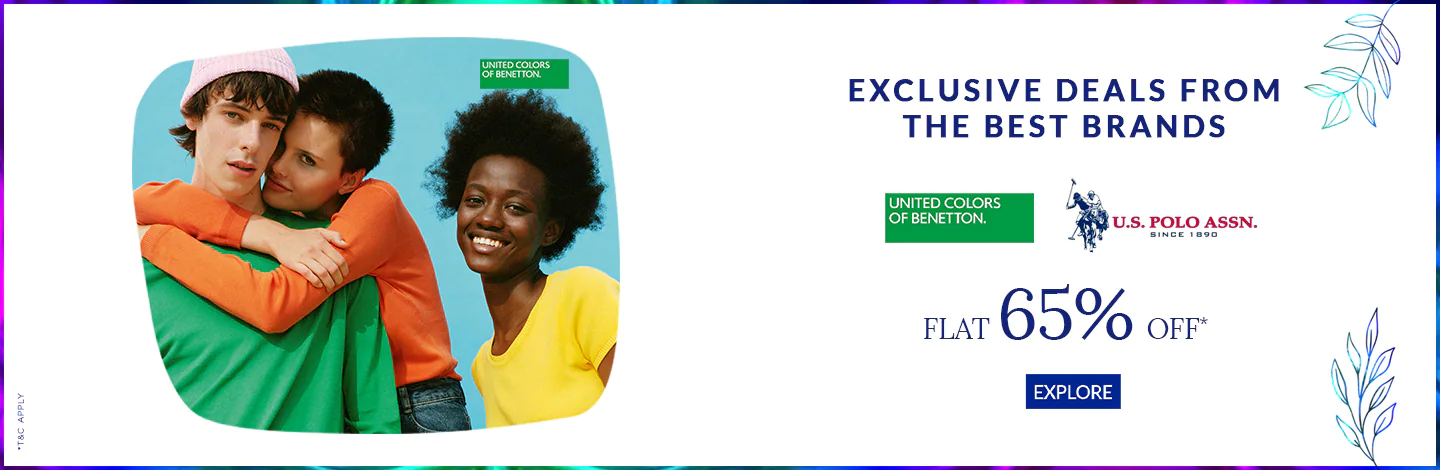 UNITED COLORS
OF BENETTON.
EXCLUSIVE DEALS FROM
THE BEST BRANDS
UNITED COLORS
OF BENETTON.
U.S. POLO ASSN.
SINCE 1890
FLAT 65% OFF*
EXPLORE
*T&C APPLY